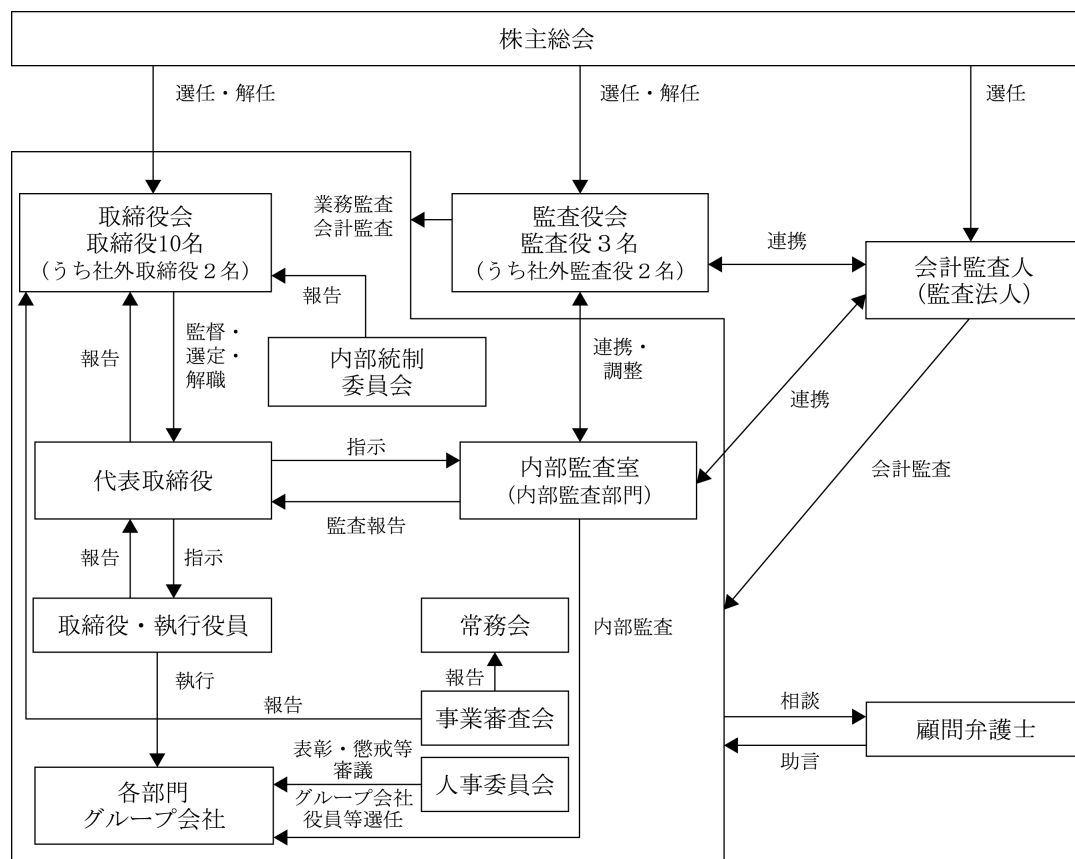 株主総会
選任・解任
選任・解任
選任
取締役会
取締役10名
(うち社外取締役２名)
業務監査
会計監査
監査役会
監査役３名
(うち社外監査役２名)
連携
会計監査人
(監査法人)
報告
報告
監督・
選定・
解職
内部統制
委員会
連携・
調整
連携
代表取締役
指示
監査報告
内部監査室
(内部監査部門)
会計監査
報告
指示
取締役・執行役員
常務会
内部監査
執行
報告
報告
事業審査会
相談
助言
顧問弁護士
表彰・懲戒等
審議
人事委員会
グループ会社
役員等選任
各部門
グループ会社